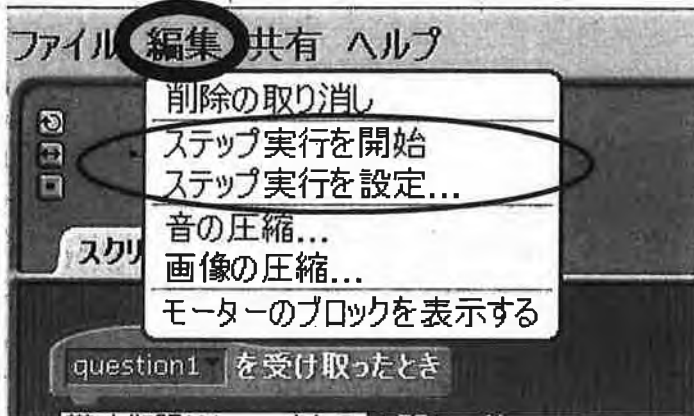 ファイル 編集 共有 ヘルプ
削除の取り消し
ステップ実行を開始
ステップ実行を設定...
音の圧縮...
画像の圧縮...
モーターのブロックを表示する
スクリ
question1 を受け取ったとき